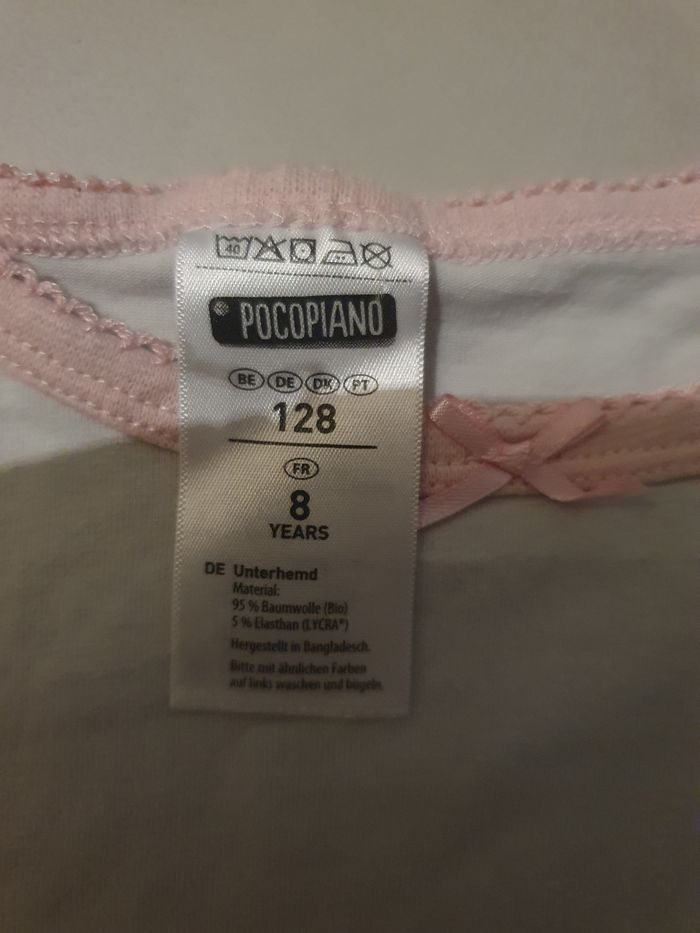 40
POCOPIANO
BE DE DK PT
128
FR
8
YEARS
DE Unterhemd
Material:
95 % Baumwolle (Bio)
5 % Elasthan (LYCRA®)
Hergestellt in Bangladesch.
Bitte mit ähnlichen Farben
auf links waschen und bügeln.